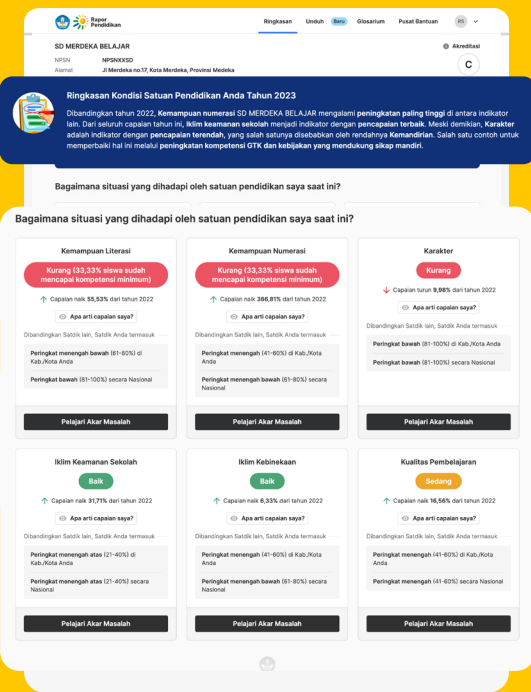 Rapor
Pendidikan
Ringkasan
Unduh Baru
Glosarium
Pusat Bantuan
RS
SD MERDEKA BELAJAR
Akreditasi
NPSN NPSNXXSD
C
Alamat Jl Merdeka no.17, Kota Merdeka, Provinsi Medeka
Ringkasan Kondisi Satuan Pendidikan Anda Tahun 2023
Dibandingkan tahun 2022, Kemampuan numerasi SD MERDEKA BELAJAR mengalami peningkatan paling tinggi di antara indikator
lain. Dari seluruh capaian tahun ini, Iklim keamanan sekolah menjadi indikator dengan pencapaian terbaik. Meski demikian, Karakter
adalah indikator dengan pencapaian terendah, yang salah satunya disebabkan oleh rendahnya Kemandirian. Salah satu contoh untuk
memperbaiki hal ini melalui peningkatan kompetensi GTK dan kebijakan yang mendukung sikap mandiri.
Bagaimana situasi yang dihadapi oleh satuan pendidikan saya saat ini?
Bagaimana situasi yang dihadapi oleh satuan pendidikan saya saat ini?
Kemampuan Literasi
Kurang (33,33% siswa sudah
mencapai kompetensi minimum)
Capaian naik 55,53% dari tahun 2022
Apa arti capaian saya?
Dibandingkan Satdik lain, Satdik Anda termasuk
Peringkat menengah bawah (61-80%) di
Kab./Kota Anda
Peringkat bawah (81-100%) secara Nasional
Pelajari Akar Masalah
Kemampuan Numerasi
Kurang (33,33% siswa sudah
mencapai kompetensi minimum)
Capaian naik 366,81% dari tahun 2022
Apa arti capaian saya?
Dibandingkan Satdik lain, Satdik Anda termasuk
Peringkat menengah (41-60%) di Kab./Kota
Anda
Peringkat menengah bawah (61-80%) secara
Nasional
Pelajari Akar Masalah
Karakter
Kurang
Capaian turun 9,98% dari tahun 2022
Apa arti capaian saya?
Dibandingkan Satdik lain, Satdik Anda termasuk
Peringkat bawah (81-100%) di Kab./Kota Anda
Peringkat bawah (81-100%) secara Nasional
Pelajari Akar Masalah
Iklim Keamanan Sekolah
Baik
Capaian naik 31,71% dari tahun 2022
Apa arti capaian saya?
Dibandingkan Satdik lain, Satdik Anda termasuk
Peringkat menengah atas (21-40%) di
Kab./Kota Anda
Peringkat menengah atas (21-40%) secara
Nasional
Pelajari Akar Masalah
Iklim Kebinekaan
Baik
Capaian naik 6,33% dari tahun 2022
Apa arti capaian saya?
Dibandingkan Satdik lain, Satdik Anda termasuk
Peringkat menengah (41-60%) di Kab./Kota
Anda
Peringkat menengah bawah (61-80%) secara
Nasional
Pelajari Akar Masalah
Kualitas Pembelajaran
Sedang
Capaian naik 16,56% dari tahun 2022
Apa arti capaian saya?
Dibandingkan Satdik lain, Satdik Anda termasuk
Peringkat menengah (41-60%) di Kab./Kota
Anda
Peringkat menengah (41-60%) secara Nasional
Pelajari Akar Masalah